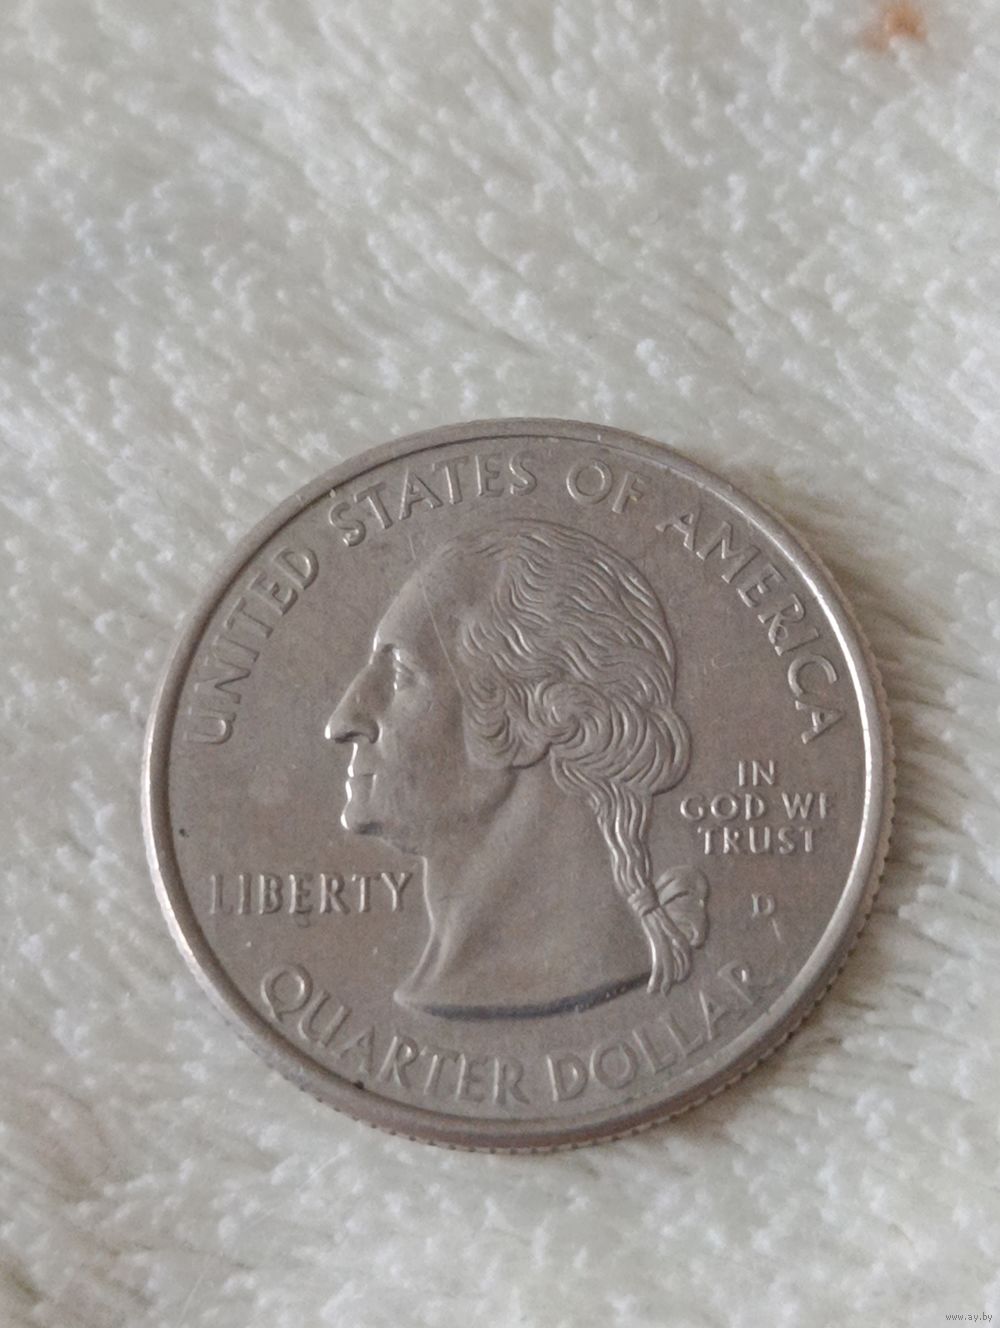 UNITED STATES OF AMERICA
IN
GOD WE
TRUST
LIBERTY
D
QUARTER DOLLAR
www.ay.by